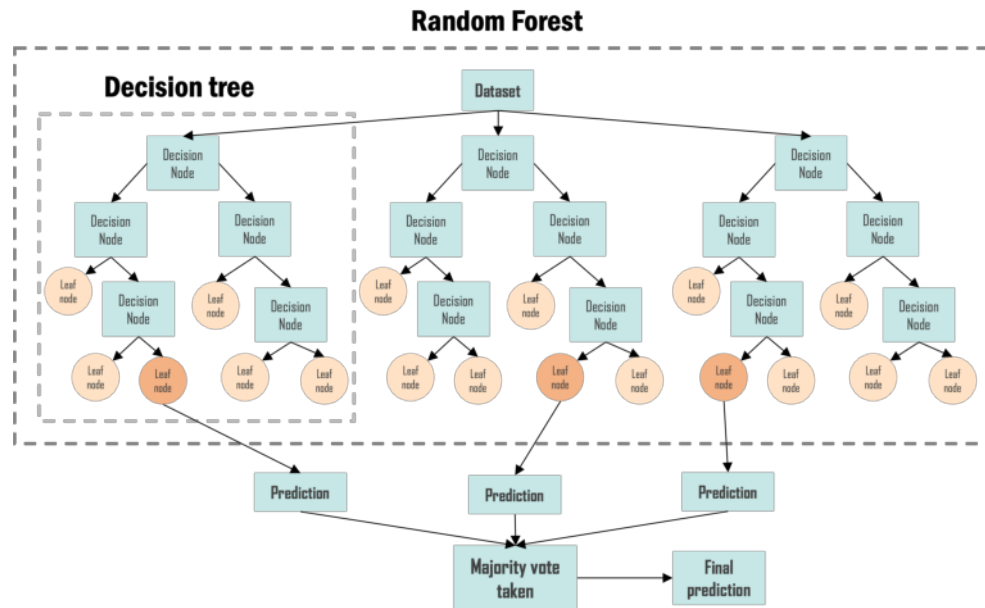 Random Forest
Decision tree
Dataset
Decision
Node
Decision
Node
Decision
Node
Decision
Node
Decision
Node
Decision
Node
Decision
Node
Decision
Node
Decision
Node
Leaf
node
Decision
Node
Leaf
node
Decision
Node
Leaf
node
Decision
Node
Leaf
node
Decision
Node
Leaf
node
Decision
Node
Leaf
node
Decision
Node
Leaf
node
Leaf
node
Leaf
node
Leaf
node
Leaf
node
Leaf
node
Leaf
node
Leaf
node
Leaf
node
Leaf
node
Leaf
node
Leaf
node
Prediction
Prediction
Prediction
Majority vote
taken
Final
prediction